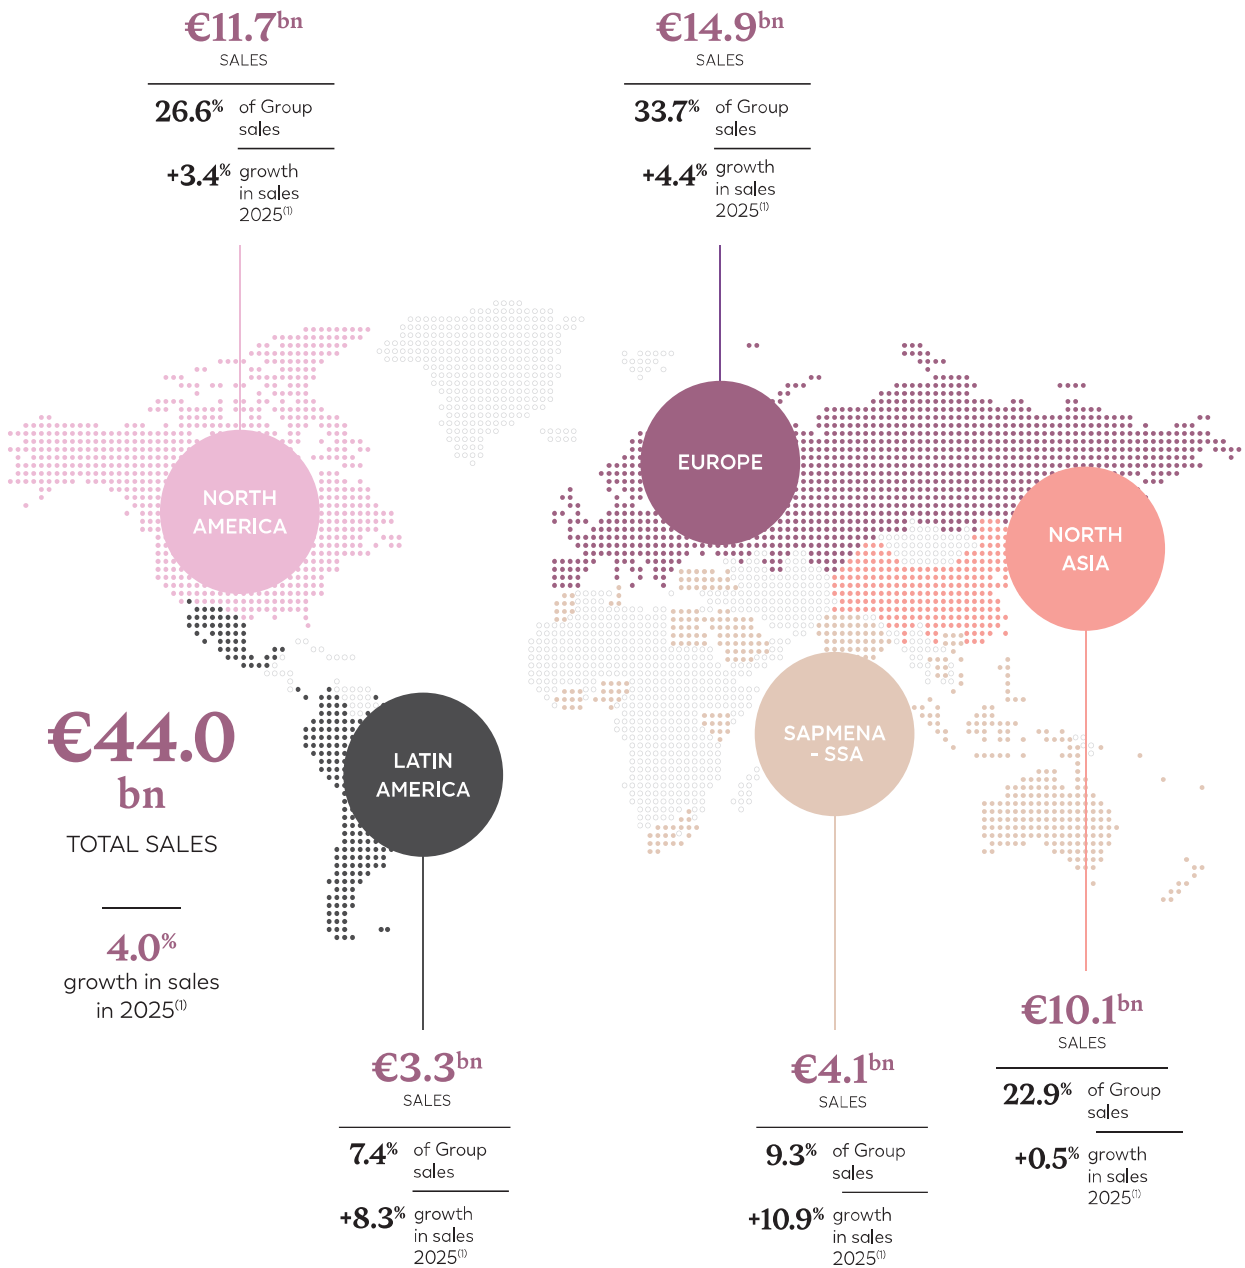 €11.7bn
SALES
26.6% of Group
sales
+3.4% growth
in sales
2025(1)
€14.9bn
SALES
33.7% of Group
sales
+4.4% growth
in sales
2025(1)
NORTH
AMERICA
EUROPE
NORTH
ASIA
LATIN
AMERICA
SAPMENA
- SSA
€44.0
bn
TOTAL SALES
4.0%
growth in sales
in 2025(1)
€3.3bn
SALES
7.4% of Group
sales
+8.3% growth
in sales
2025(1)
€4.1bn
SALES
9.3% of Group
sales
+10.9% growth
in sales
2025(1)
€10.1bn
SALES
22.9% of Group
sales
+0.5% growth
in sales
2025(1)